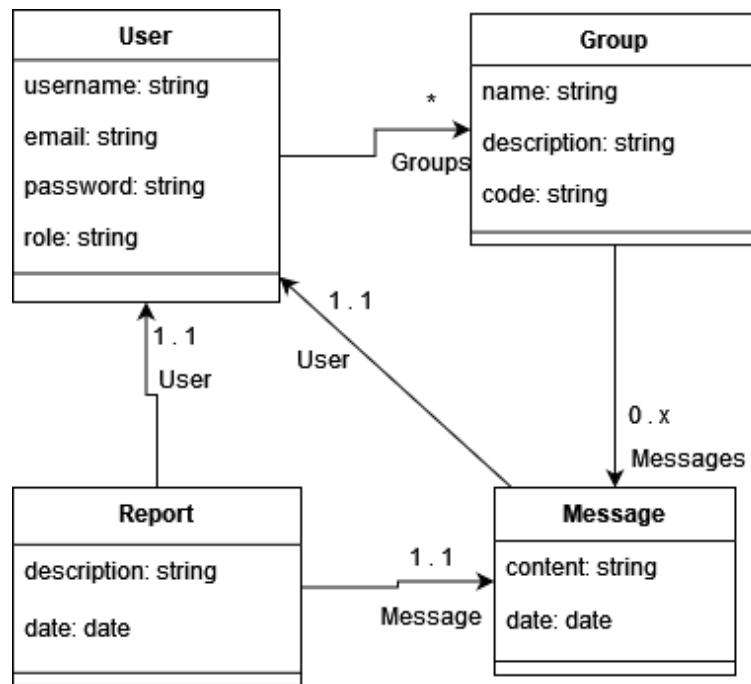 User
username: string
email: string
password: string
role: string
Group
name: string
description: string
code: string
*
Groups
1 . 1
User
1 . 1
User
0 . x
Messages
Report
description: string
date: date
1 . 1
Message
Message
content: string
date: date